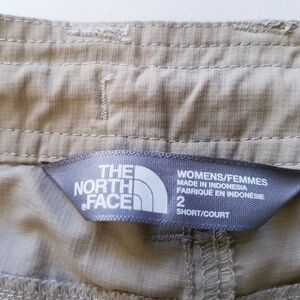 THE
NORTH
FACE
WOMENS/FEMMES
MADE IN INDONESIA
FABRIQUÉ EN INDONÉSIE
2
SHORT/COURT